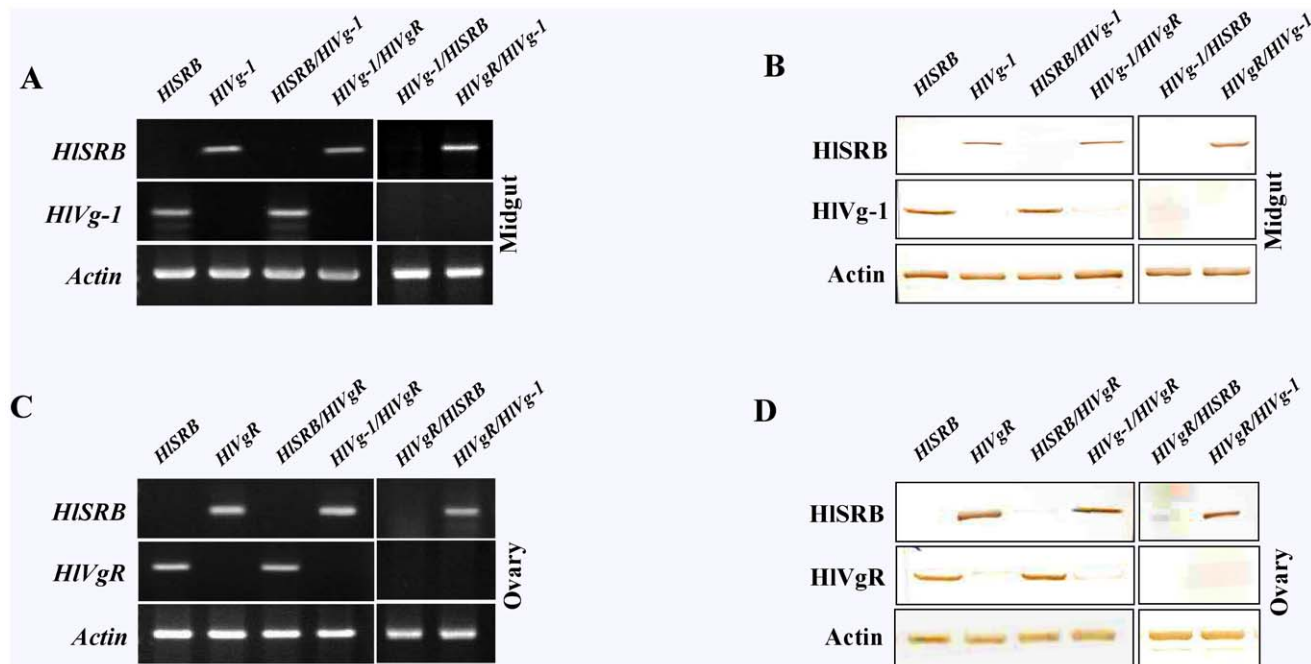 A
HlSRB HlVg-1 HlSRB/HlVg-1 HlVg-1/HlVgR HlVg-1/HlSRB HlVgR/HlVg-1
HlSRB
HlVg-1
Actin
Midgut
B
HlSRB HlVg-1 HlSRB/HlVg-1 HlVg-1/HlVgR HlVg-1/HlSRB HlVgR/HlVg-1
HlSRB
HlVg-1
Actin
Midgut
C
HlSRB HlVgR HlSRB/HlVgR HlVg-1/HlVgR HlVgR/HlSRB HlVgR/HlVg-1
HlSRB
HlVgR
Actin
Ovary
D
HlSRB HlVgR HlSRB/HlVgR HlVg-1/HlVgR HlVgR/HlSRB HlVgR/HlVg-1
HlSRB
HlVgR
Actin
Ovary